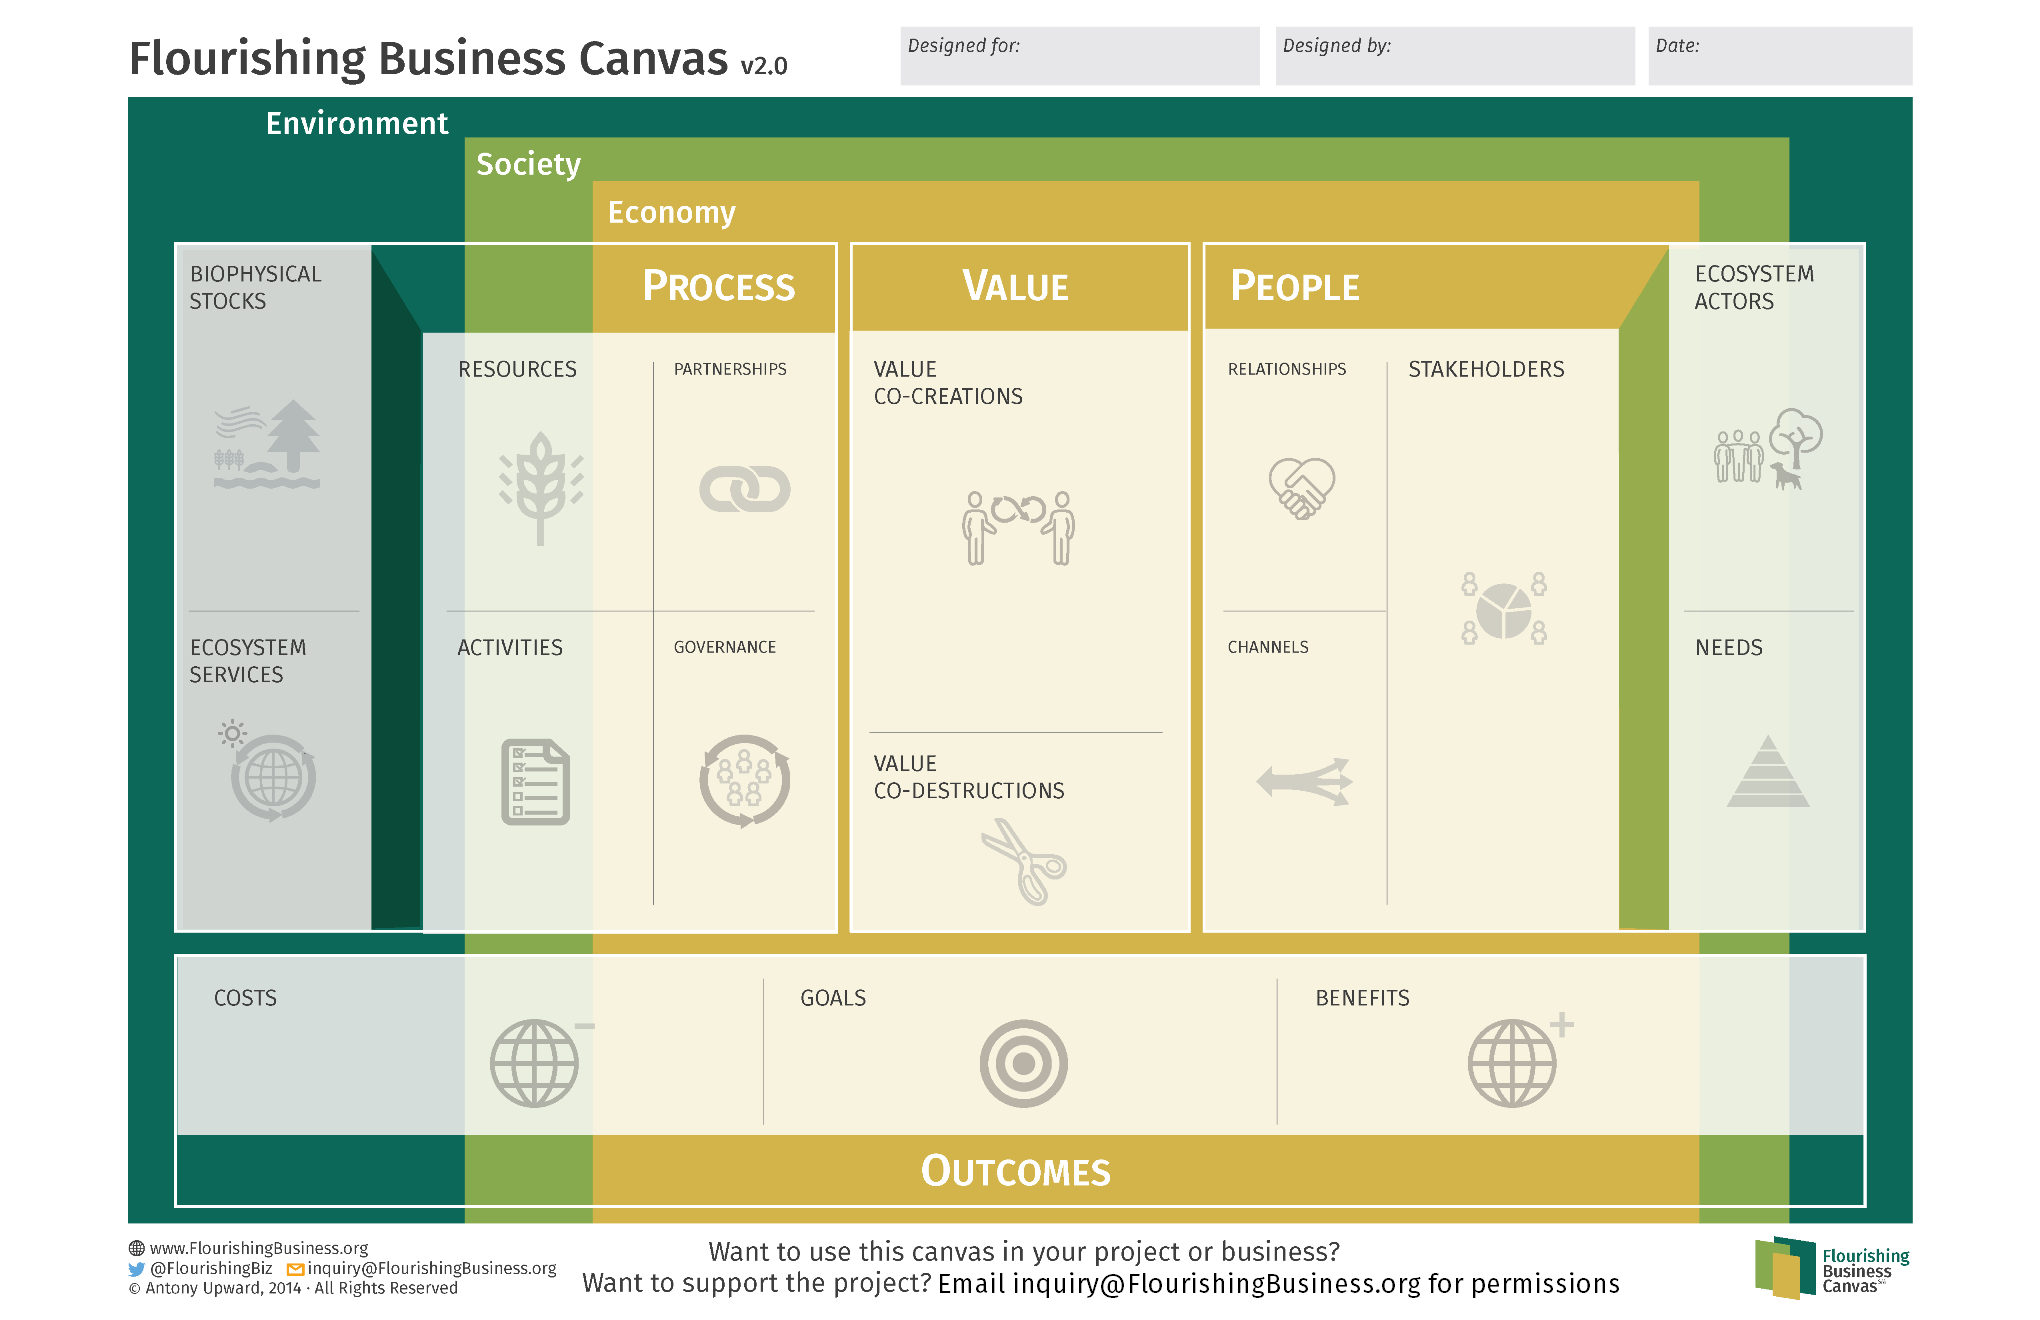 Flourishing Business Canvas v2.0
Designed for:
Designed by:
Date:
Environment
Society
Economy
BIOPHYSICAL
STOCKS
ECOSYSTEM
SERVICES
PROCESS
RESOURCES
PARTNERSHIPS
ACTIVITIES
GOVERNANCE
VALUE
VALUE
CO-CREATIONS
VALUE
CO-DESTRUCTIONS
PEOPLE
RELATIONSHIPS
STAKEHOLDERS
CHANNELS
ECOSYSTEM
ACTORS
NEEDS
COSTS
GOALS
BENEFITS
OUTCOMES
www.FlourishingBusiness.org
@FlourishingBiz inquiry@FlourishingBusiness.org
© Antony Upward, 2014 · All Rights Reserved
Want to use this canvas in your project or business?
Want to support the project? Email inquiry@FlourishingBusiness.org for permissions
Flourishing
Business
Canvas℠